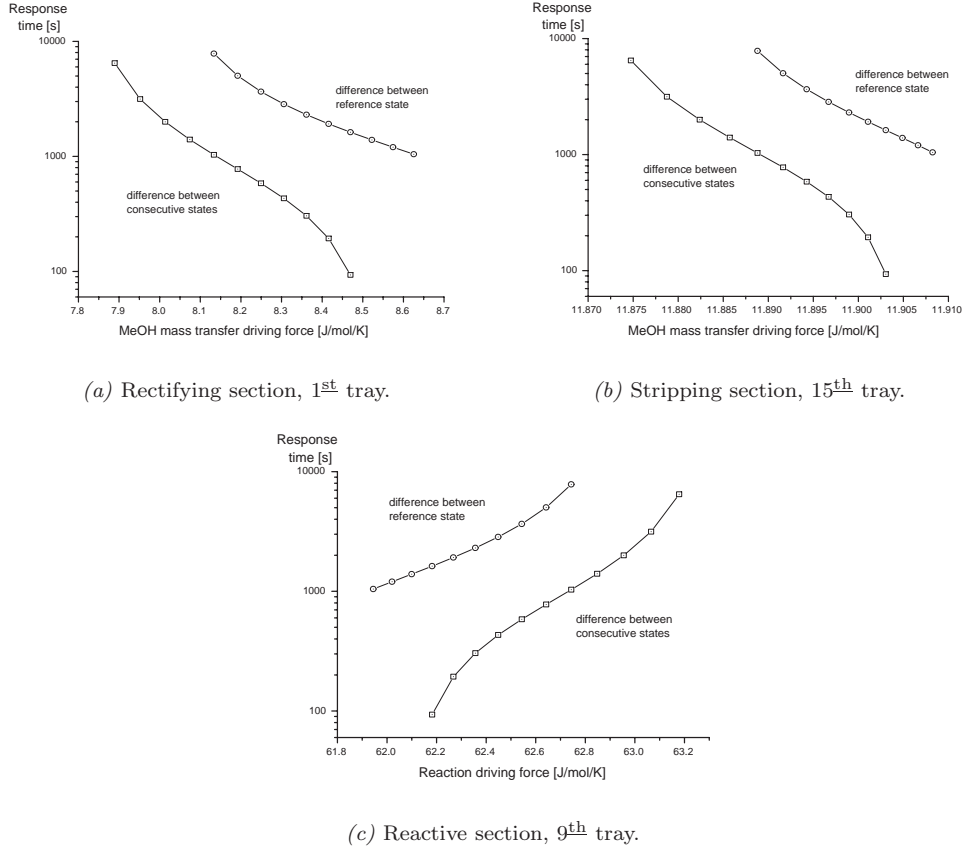 Response
time [s]
10000
1000
100
difference between
reference state
difference between
consecutive states
7.8 7.9 8.0 8.1 8.2 8.3 8.4 8.5 8.6 8.7
MeOH mass transfer driving force [J/mol/K]
(a) Rectifying section, 1st tray.
Response
time [s]
10000
1000
100
difference between
reference state
difference between
consecutive states
11.870 11.875 11.880 11.885 11.890 11.895 11.900 11.905 11.910
MeOH mass transfer driving force [J/mol/K]
(b) Stripping section, 15th tray.
Response
time [s]
10000
1000
100
difference between
reference state
difference between
consecutive states
61.8 62.0 62.2 62.4 62.6 62.8 63.0 63.2
Reaction driving force [J/mol/K]
(c) Reactive section, 9th tray.